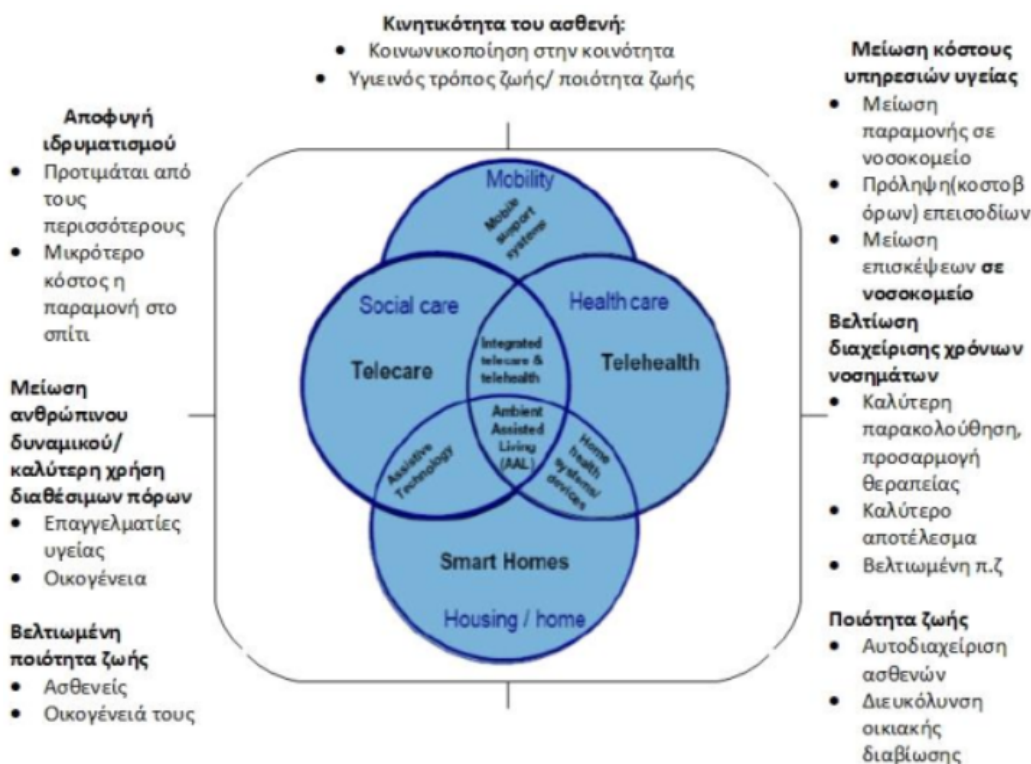 Κινητικότητα του ασθενή:
• Κοινωνικοποίηση στην κοινότητα
• Υγιεινός τρόπος ζωής/ ποιότητα ζωής
Αποφυγή
ιδρυματισμού
• Προτιμάται από
τους
περισσότερους
• Μικρότερο
κόστος η
παραμονή στο
σπίτι
Μείωση
ανθρώπινου
δυναμικού/
καλύτερη χρήση
διαθέσιμων πόρων
• Επαγγελματίες
υγείας
• Οικογένεια
Βελτιωμένη
ποιότητα ζωής
• Ασθενείς
• Οικογένειά τους
Mobility
Mobile
support
systems
Social care
Telecare
Health care
Telehealth
Integrated
telecare &
telehealth
Ambient
Assisted
Living
(AAL)
Assistive
Technology
Home
health
systems/
devices
Smart Homes
Housing / home
Μείωση κόστους
υπηρεσιών υγείας
• Μείωση
παραμονής σε
νοσοκομείο
• Πρόληψη(κοστοβ
όρων) επεισοδίων
• Μείωση
επισκέψεων σε
νοσοκομείο
Βελτίωση
διαχείρισης χρόνιων
νοσημάτων
• Καλύτερη
παρακολούθηση,
προσαρμογή
θεραπείας
• Καλύτερο
αποτέλεσμα
• Βελτιωμένη π.ζ
Ποιότητα ζωής
• Αυτοδιαχείριση
ασθενών
• Διευκόλυνση
οικιακής
διαβίωσης